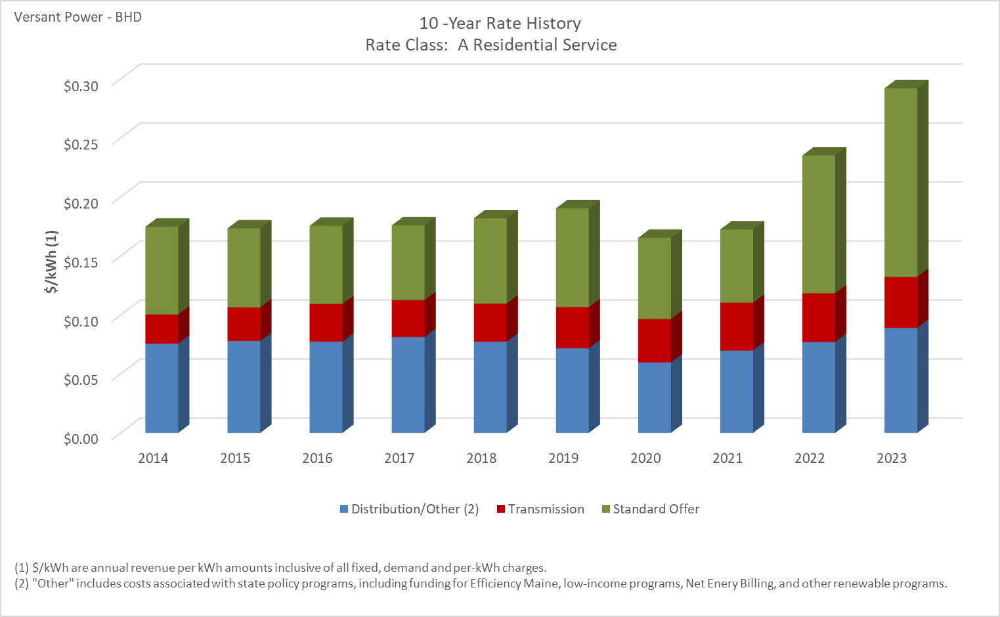 Versant Power - BHD
10 -Year Rate History
Rate Class:  A Residential Service
$0.30
$0.25
$0.20
$0.15
$0.10
$0.05
$0.00
$/kWh (1)
2014
2015
2016
2017
2018
2019
2020
2021
2022
2023
Distribution/Other (2)
Transmission
Standard Offer
(1) $/kWh are annual revenue per kWh amounts inclusive of all fixed, demand and per-kWh charges.
(2) "Other" includes costs associated with state policy programs, including funding for Efficiency Maine, low-income programs, Net Enery Billing, and other renewable programs.